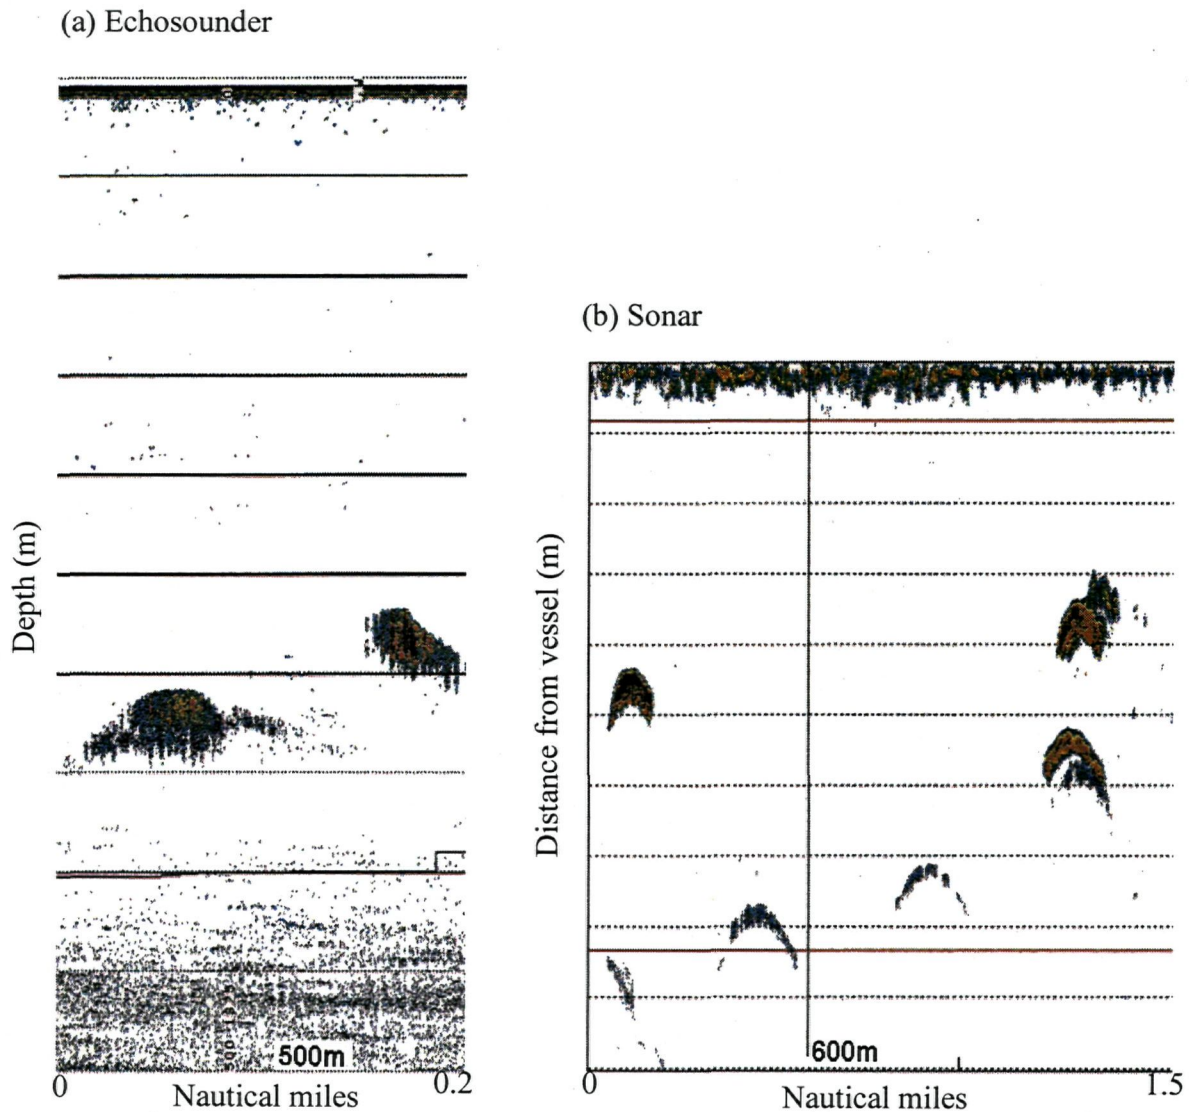 (a) Echosounder
Depth (m)
500m
0
0.2
Nautical miles
(b) Sonar
Distance from vessel (m)
600m
0
1.5
Nautical miles